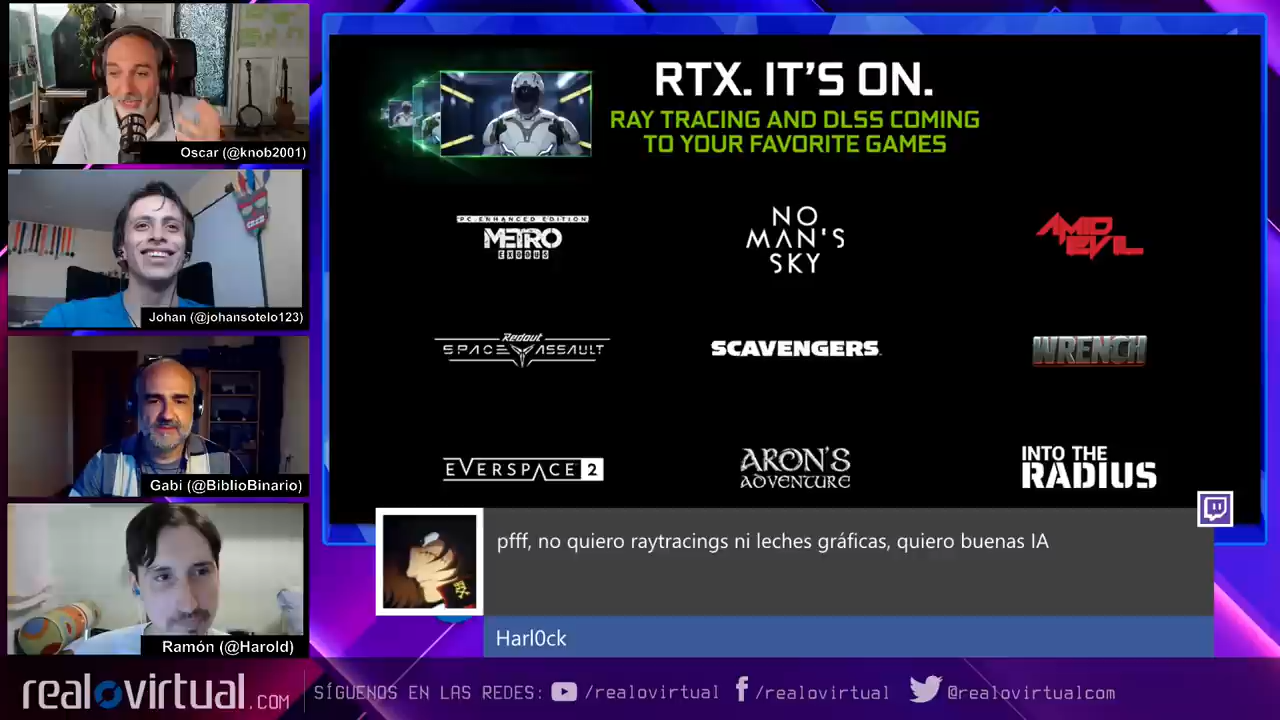 Oscar (@knob2001)
Johan (@johansotelo123)
Gabi (@BiblioBinario)
Ramón (@Harold)
RTX. IT'S ON.
RAY TRACING AND DLSS COMING
TO YOUR FAVORITE GAMES
PC ENHANCED EDITION
METRO
EXODUS
NO
MAN'S
SKY
AMID
EVIL
Redout
SPACE ASSAULT
SCAVENGERS
WRENCH
EVERSPACE 2
ARON'S
ADVENTURE
INTO THE
RADIUS
pfff, no quiero raytracings ni leches gráficas, quiero buenas IA
Harl0ck
realovirtual.com
SÍGUENOS EN LAS REDES: /realovirtual /realovirtual @realovirtual.com